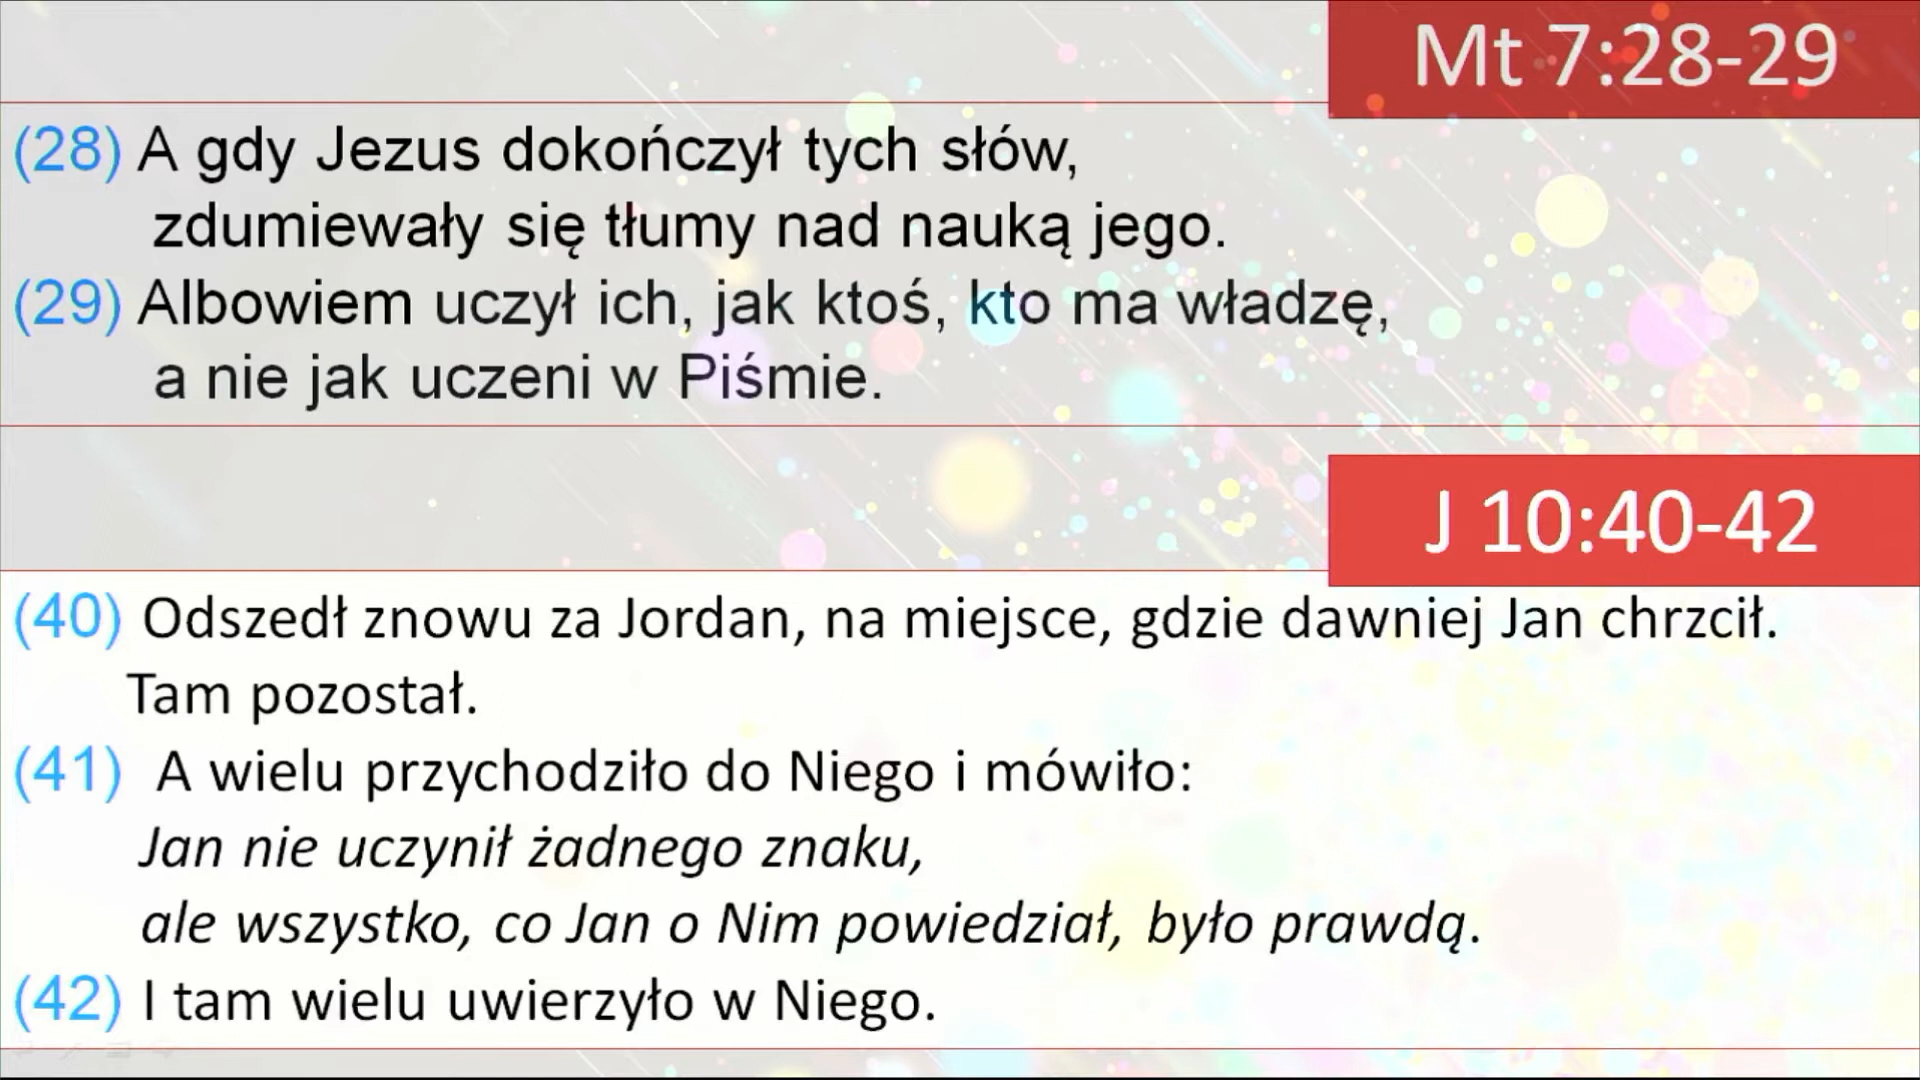 Mt 7:28-29
(28) A gdy Jezus dokończył tych słów,
zdumiewały się tłumy nad nauką jego.
(29) Albowiem uczył ich, jak ktoś, kto ma władzę,
a nie jak uczeni w Piśmie.
J 10:40-42
(40) Odszedł znowu za Jordan, na miejsce, gdzie dawniej Jan chrzcił.
Tam pozostał.
(41) A wielu przychodziło do Niego i mówiło:
Jan nie uczynił żadnego znaku,
ale wszystko, co Jan o Nim powiedział, było prawdą.
(42) I tam wielu uwierzyło w Niego.